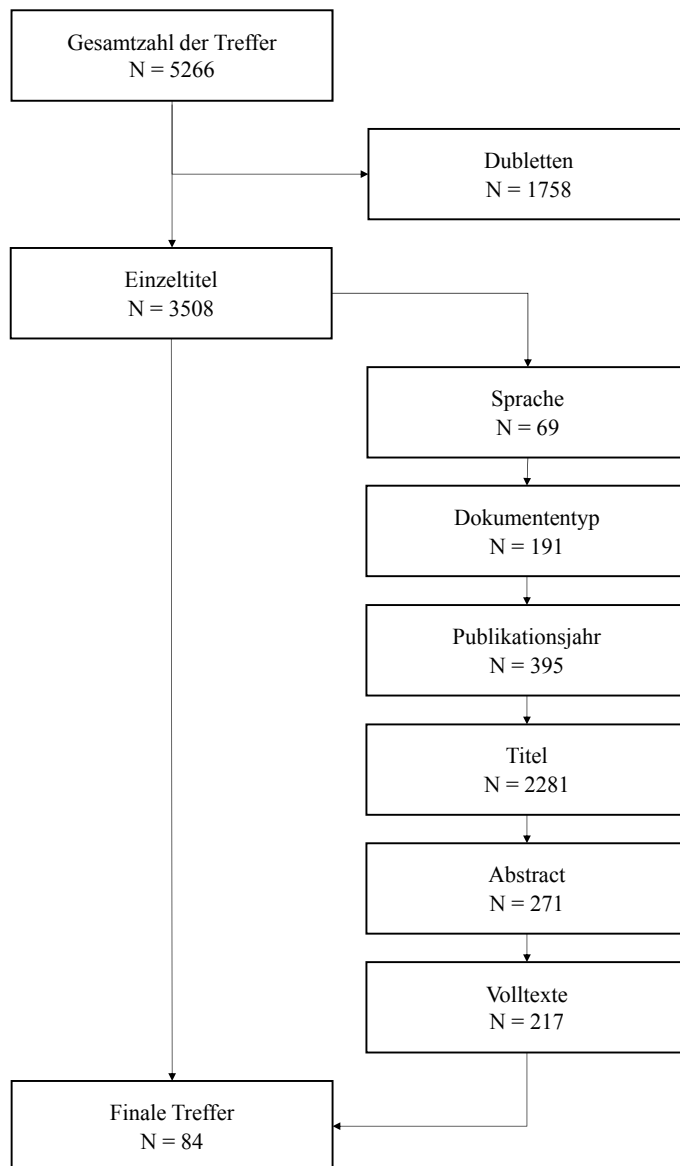 Gesamtzahl der Treffer
N = 5266
Dubletten
N = 1758
Einzeltitel
N = 3508
Sprache
N = 69
Dokumententyp
N = 191
Publikationsjahr
N = 395
Titel
N = 2281
Abstract
N = 271
Volltexte
N = 217
Finale Treffer
N = 84